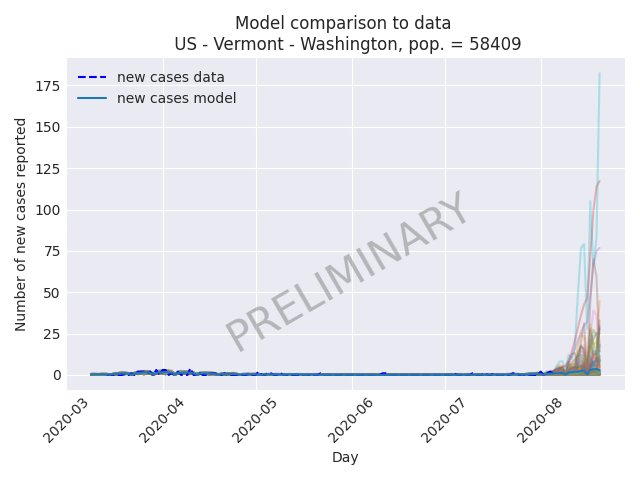 Model comparison to data
US - Vermont - Washington, pop. = 58409
new cases data
new cases model
175
150
125
100
75
50
25
0
Number of new cases reported
PRELIMINARY
2020-03
2020-04
2020-05
2020-06
2020-07
2020-08
Day